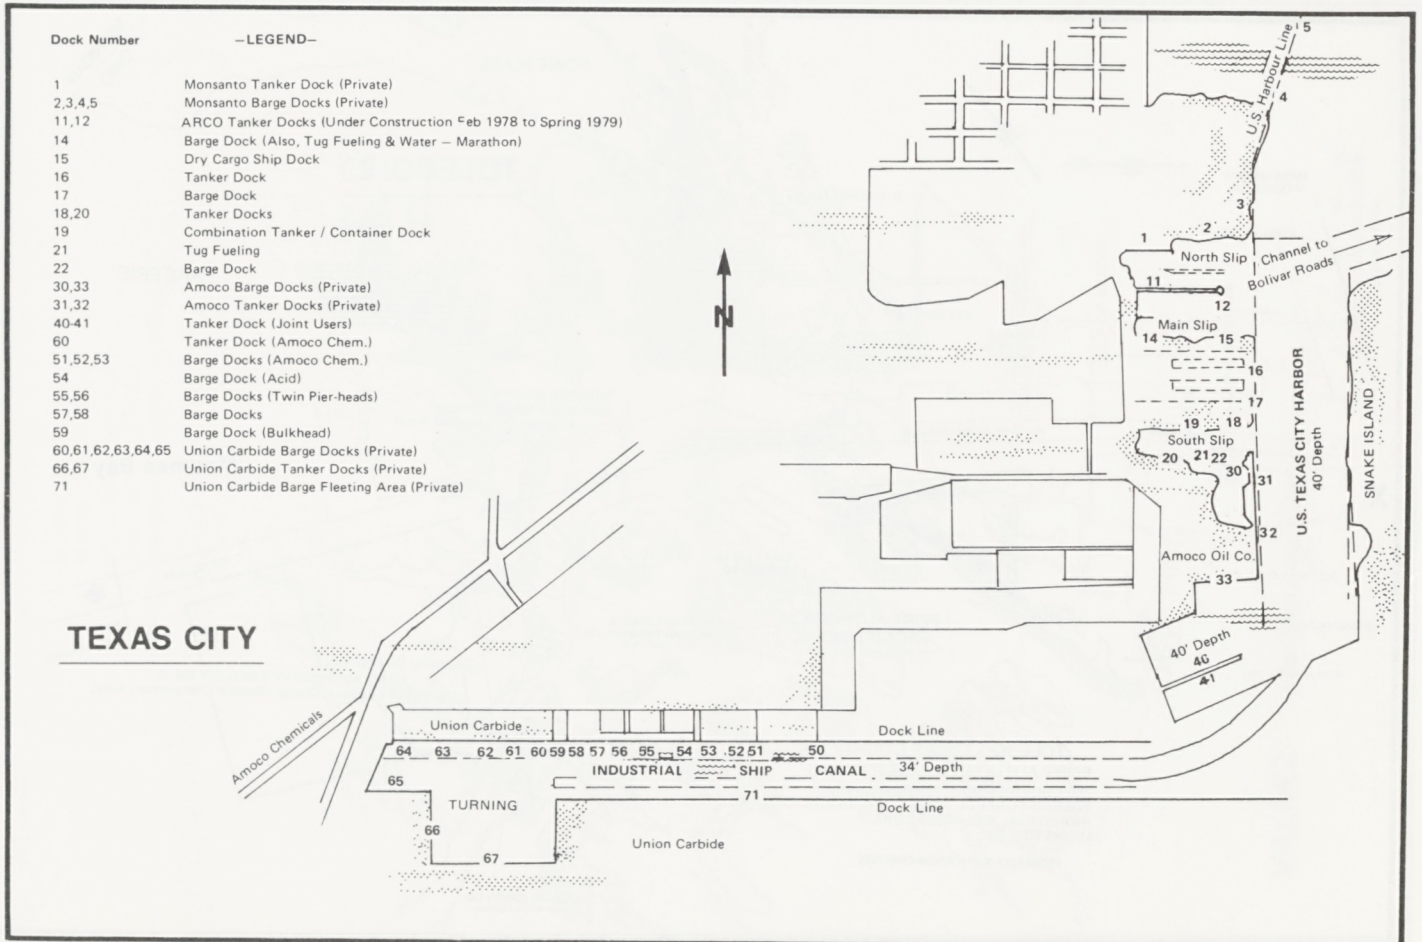 Dock Number —LEGEND—
1 Monsanto Tanker Dock (Private)
2,3,4,5 Monsanto Barge Docks (Private)
11,12 ARCO Tanker Docks (Under Construction Feb 1978 to Spring 1979)
14 Barge Dock (Also, Tug Fueling & Water — Marathon)
15 Dry Cargo Ship Dock
16 Tanker Dock
17 Barge Dock
18,20 Tanker Docks
19 Combination Tanker / Container Dock
21 Tug Fueling
22 Barge Dock
30,33 Amoco Barge Docks (Private)
31,32 Amoco Tanker Docks (Private)
40-41 Tanker Dock (Joint Users)
60 Tanker Dock (Amoco Chem.)
51,52,53 Barge Docks (Amoco Chem.)
54 Barge Dock (Acid)
55,56 Barge Docks (Twin Pier-heads)
57,58 Barge Docks
59 Barge Dock (Bulkhead)
60,61,62,63,64,65 Union Carbide Barge Docks (Private)
66,67 Union Carbide Tanker Docks (Private)
71 Union Carbide Barge Fleeting Area (Private)
N
TEXAS CITY
5
U.S. Harbour Line
4
3
2
1
North Slip
Channel to
Bolivar Roads
11
12
Main Slip
14 15
16
17
19 18
South Slip
20 21 22
30
31
32
Amoco Oil Co.
33
U.S. TEXAS CITY HARBOR
40' Depth
SNAKE ISLAND
40' Depth
40
41
Amoco Chemicals
Union Carbide
Dock Line
64 63 62 61 60 59 58 57 56 55 54 53 52 51 50
INDUSTRIAL SHIP CANAL 34' Depth
65
TURNING
71
Dock Line
66
Union Carbide
67